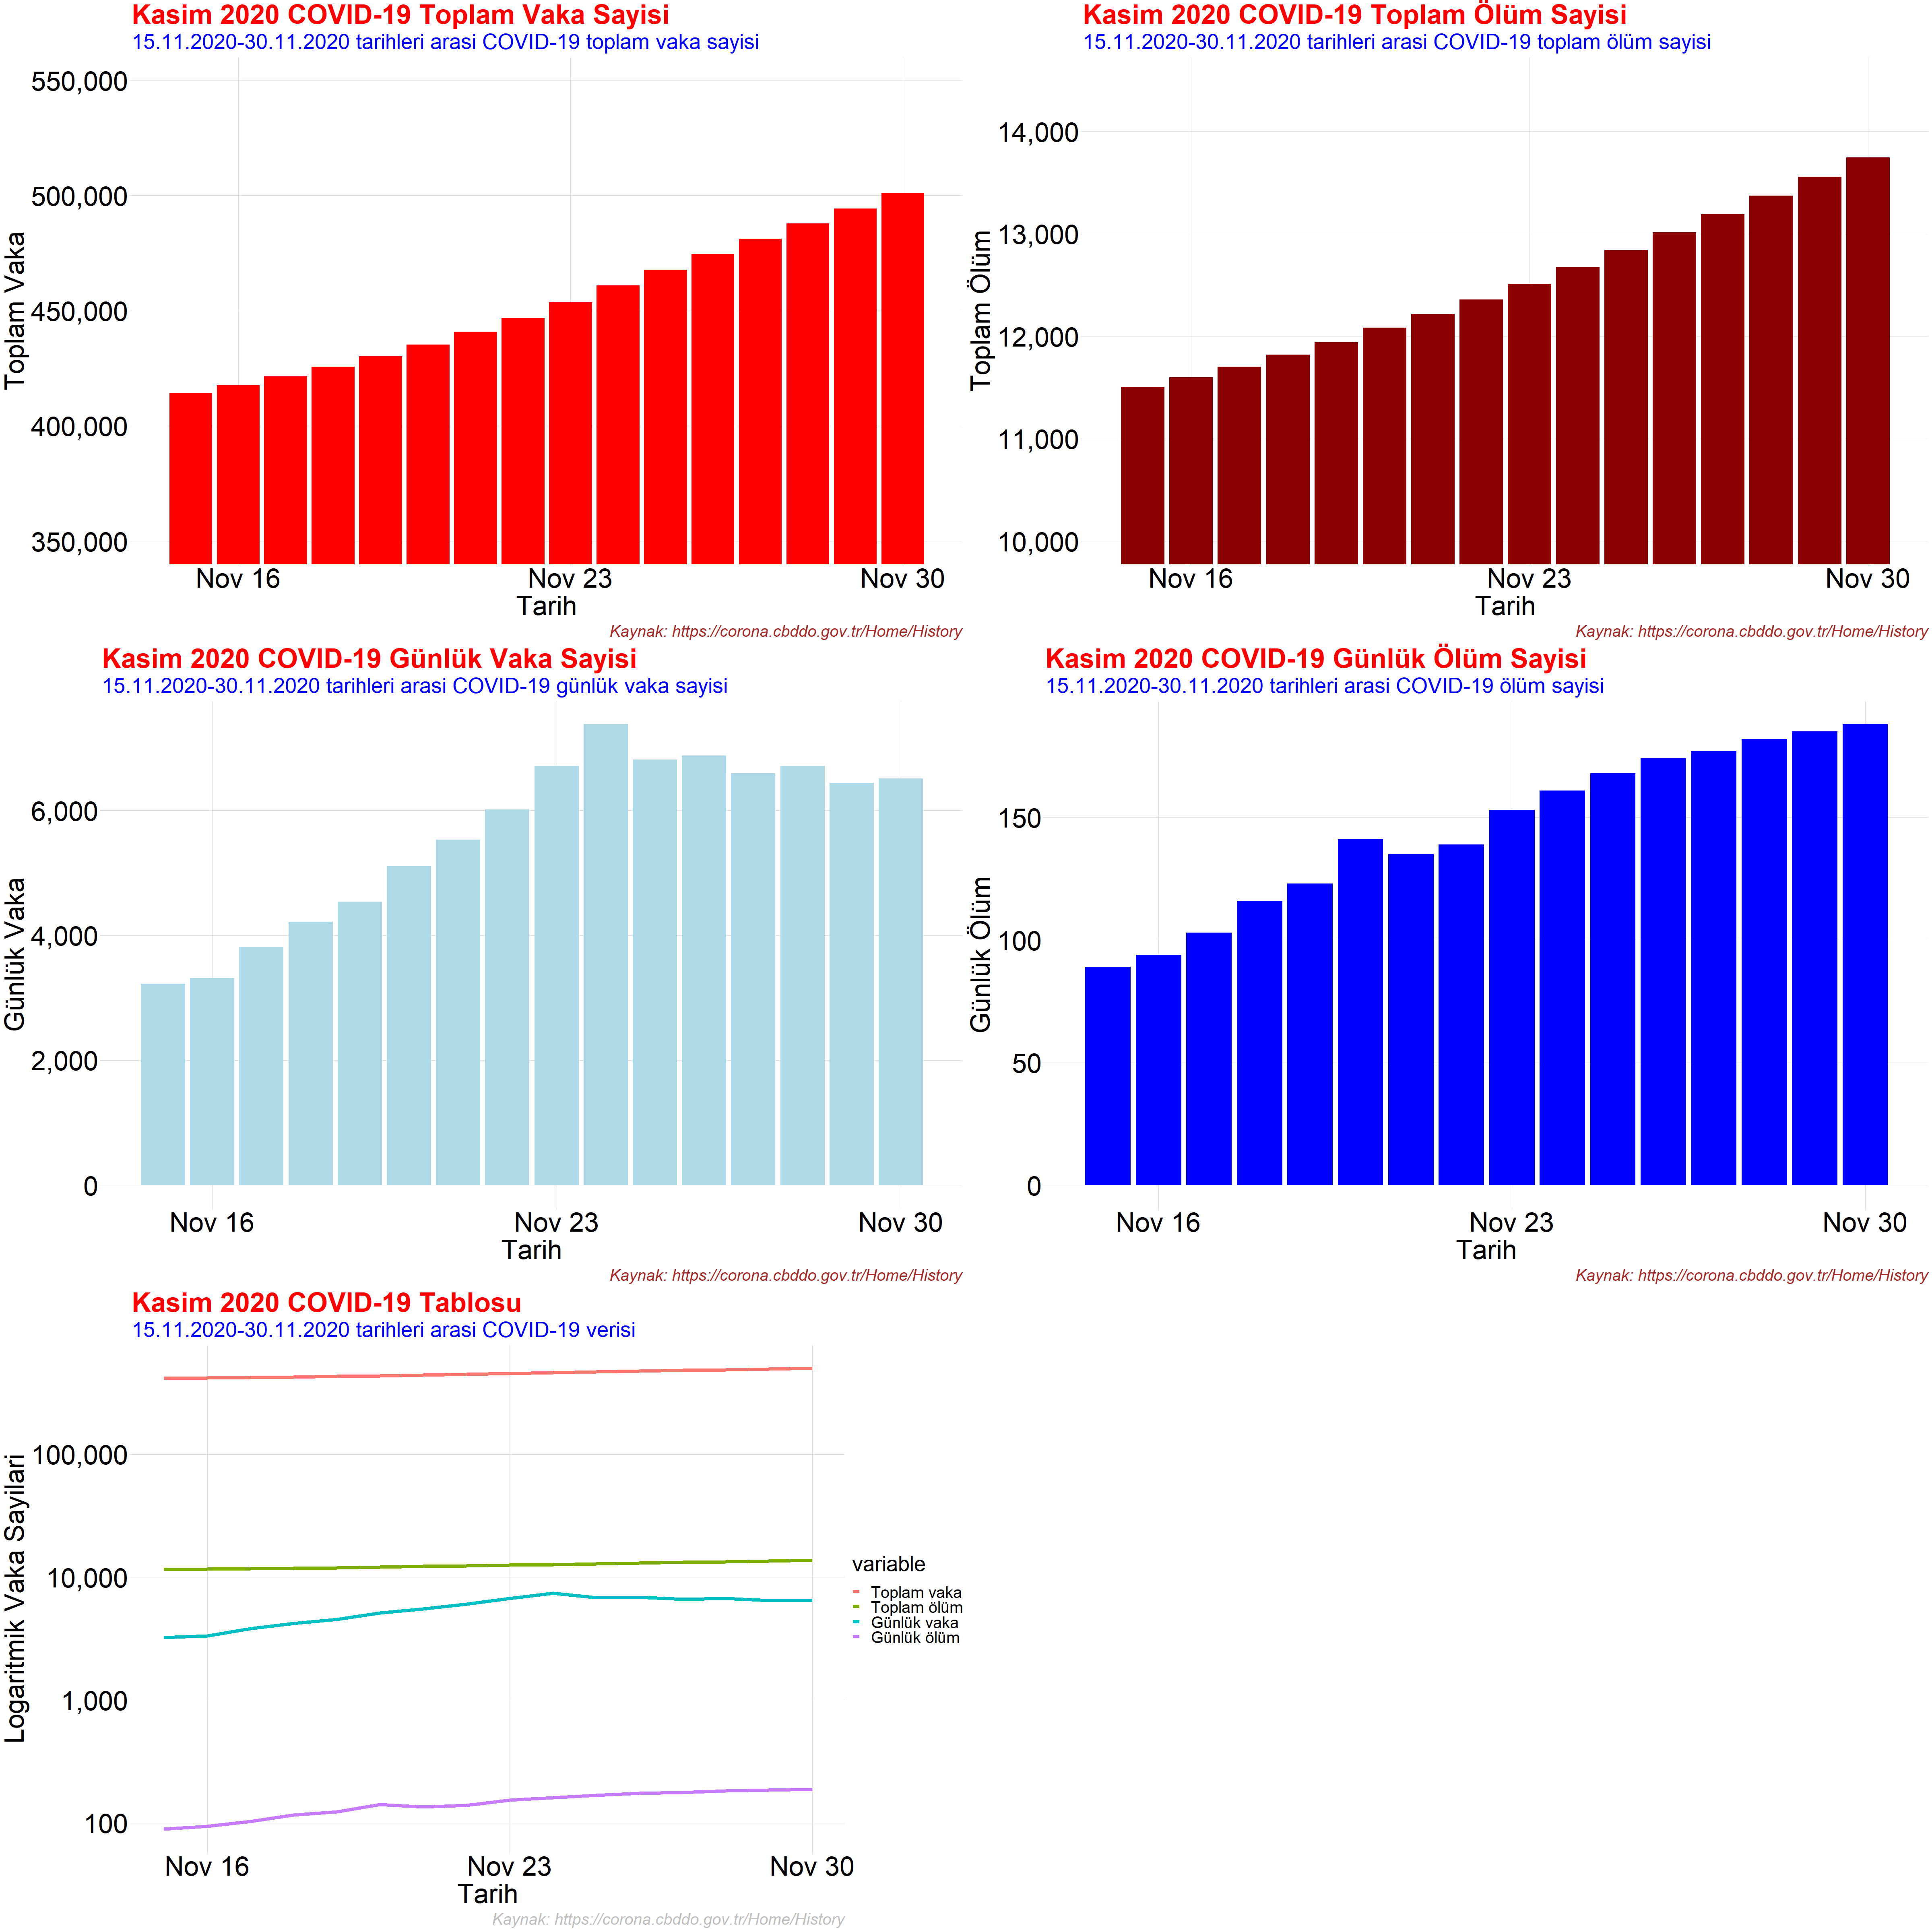 Kasim 2020 COVID-19 Toplam Vaka Sayisi
15.11.2020-30.11.2020 tarihleri arasi COVID-19 toplam vaka sayisi
550,000
500,000
450,000
400,000
350,000
Toplam Vaka
Nov 16 Nov 23 Nov 30
Tarih
Kaynak: https://corona.cbddo.gov.tr/Home/History
Kasim 2020 COVID-19 Toplam Ölüm Sayisi
15.11.2020-30.11.2020 tarihleri arasi COVID-19 toplam ölüm sayisi
14,000
13,000
12,000
11,000
10,000
Toplam Ölüm
Nov 16 Nov 23 Nov 30
Tarih
Kaynak: https://corona.cbddo.gov.tr/Home/History
Kasim 2020 COVID-19 Günlük Vaka Sayisi
15.11.2020-30.11.2020 tarihleri arasi COVID-19 günlük vaka sayisi
6,000
4,000
2,000
0
Günlük Vaka
Nov 16 Nov 23 Nov 30
Tarih
Kaynak: https://corona.cbddo.gov.tr/Home/History
Kasim 2020 COVID-19 Günlük Ölüm Sayisi
15.11.2020-30.11.2020 tarihleri arasi COVID-19 ölüm sayisi
150
100
50
0
Günlük Ölüm
Nov 16 Nov 23 Nov 30
Tarih
Kaynak: https://corona.cbddo.gov.tr/Home/History
Kasim 2020 COVID-19 Tablosu
15.11.2020-30.11.2020 tarihleri arasi COVID-19 verisi
100,000
10,000
1,000
100
Logaritmik Vaka Sayilari
Nov 16 Nov 23 Nov 30
Tarih
variable
Toplam vaka
Toplam ölüm
Günlük vaka
Günlük ölüm
Kaynak: https://corona.cbddo.gov.tr/Home/History